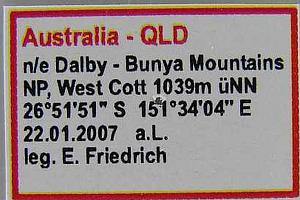 Australia - QLD
n/e Dalby - Bunya Mountains
NP, West Cott 1039m üNN
26°51'51" S 151°34'04" E
22.01.2007 a.L.
leg. E. Friedrich